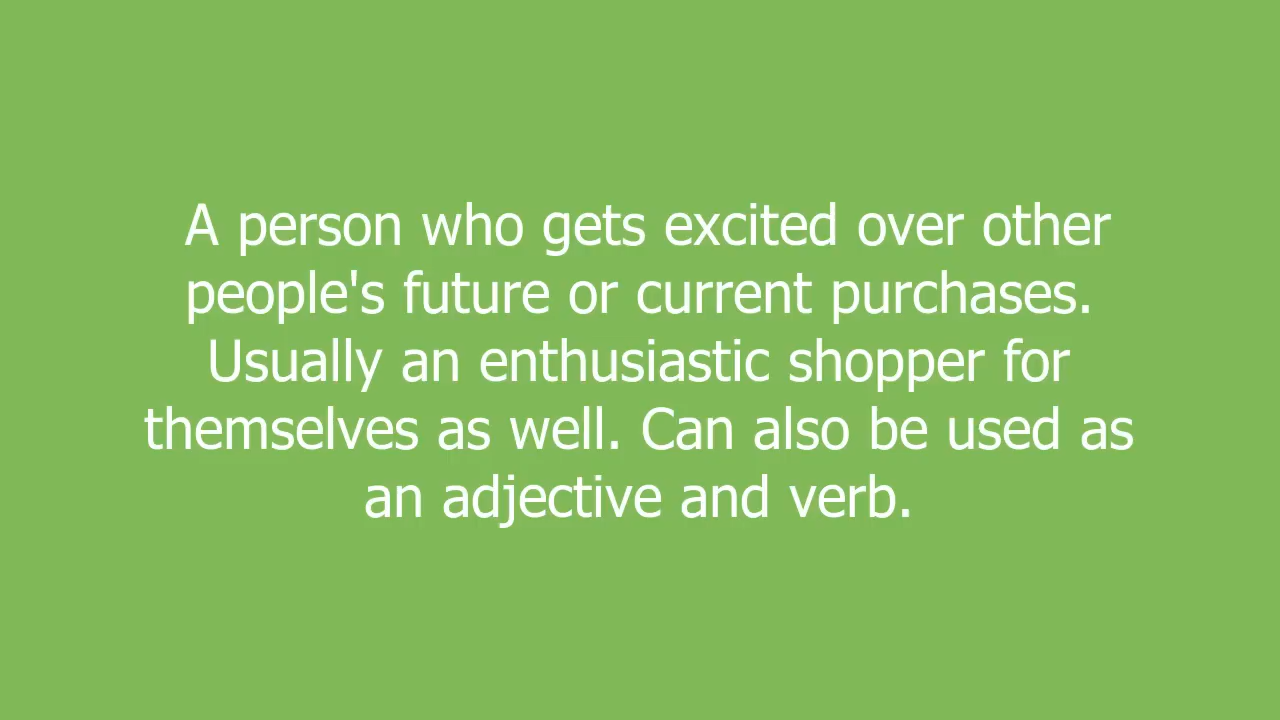 A person who gets excited over other
people's future or current purchases.
Usually an enthusiastic shopper for
themselves as well. Can also be used as
an adjective and verb.